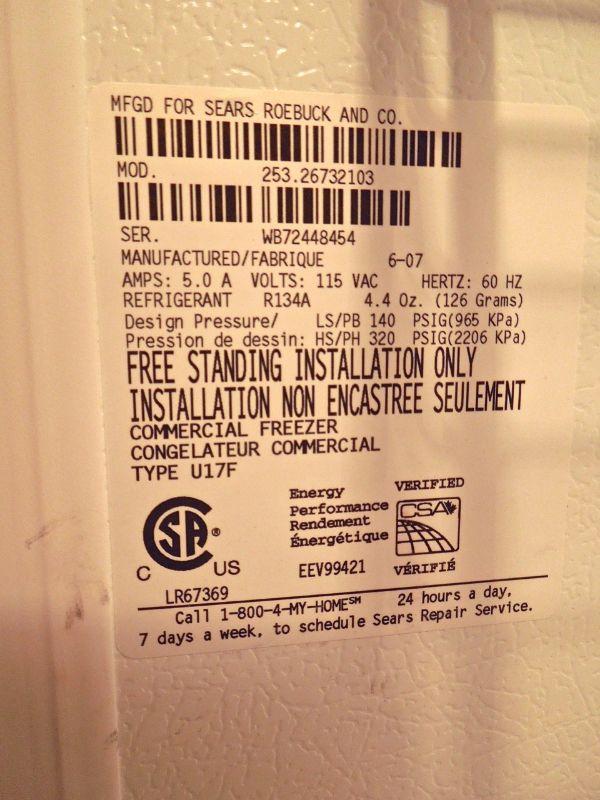 MFGD FOR SEARS ROEBUCK AND CO.
MOD. 253.26732103
SER. WB72448454
MANUFACTURED/FABRIQUE 6-07
AMPS: 5.0 A VOLTS: 115 VAC HERTZ: 60 HZ
REFRIGERANT R134A 4.4 Oz. (126 Grams)
Design Pressure/ LS/PB 140 PSIG(965 KPa)
Pression de dessin: HS/PH 320 PSIG(2206 KPa)
FREE STANDING INSTALLATION ONLY
INSTALLATION NON ENCASTREE SEULEMENT
COMMERCIAL FREEZER
CONGELATEUR COMMERCIAL
TYPE U17F
SA ®
C US
LR67369
Energy
Performance
Rendement
Énergétique
EEV99421
VERIFIED
CSA
VÉRIFIÉ
Call 1-800-4-MY-HOME℠ 24 hours a day,
7 days a week, to schedule Sears Repair Service.